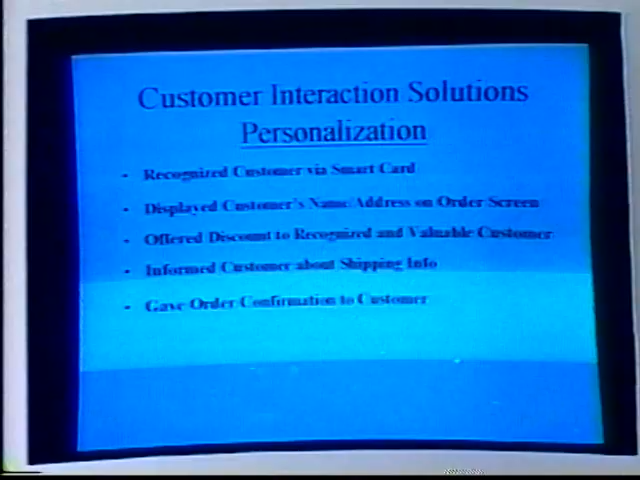 Customer Interaction Solutions
Personalization
• Recognized Customer via Smart Card
• Displayed Customer's Name/Address on Order Screen
• Offered Discount to Recognized and Valuable Customer
• Informed Customer about Shipping Info
• Gave Order Confirmation to Customer